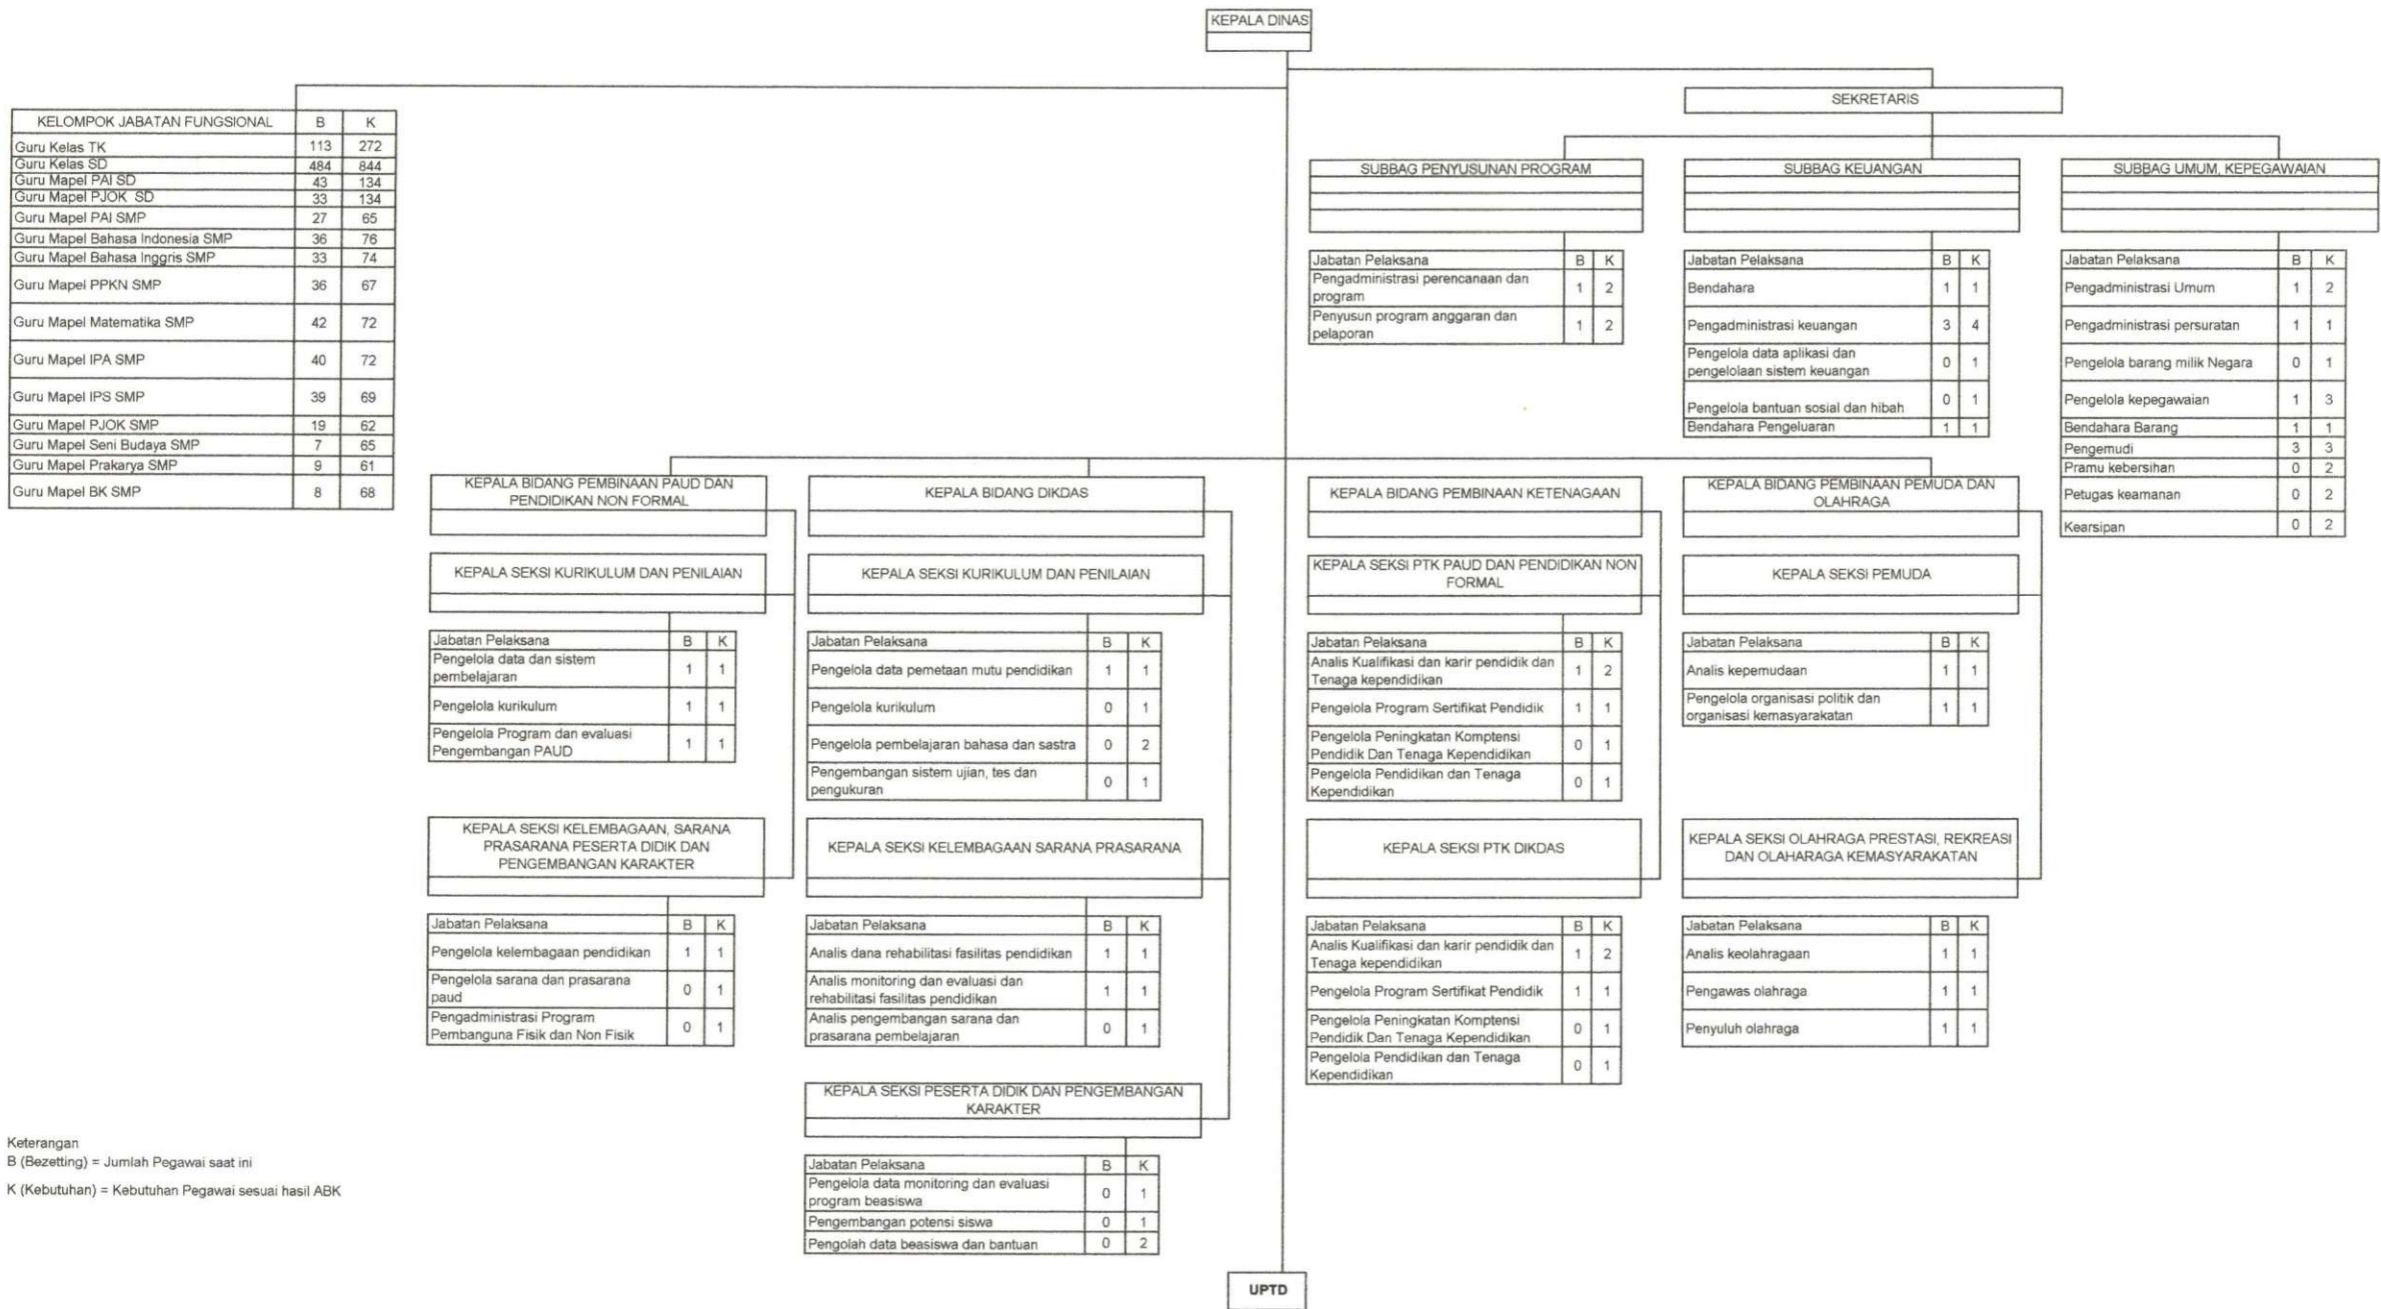 KEPALA DINAS
SEKRETARIS
KELOMPOK JABATAN FUNGSIONAL B K
Guru Kelas TK 113 272
Guru Kelas SD 484 844
Guru Mapel PAI SD 43 134
Guru Mapel PJOK SD 33 134
Guru Mapel PAI SMP 27 65
Guru Mapel Bahasa Indonesia SMP 36 76
Guru Mapel Bahasa Inggris SMP 33 74
Guru Mapel PPKN SMP 36 67
Guru Mapel Matematika SMP 42 72
Guru Mapel IPA SMP 40 72
Guru Mapel IPS SMP 39 69
Guru Mapel PJOK SMP 19 62
Guru Mapel Seni Budaya SMP 7 65
Guru Mapel Prakarya SMP 9 61
Guru Mapel BK SMP 8 68
SUBBAG PENYUSUNAN PROGRAM
Jabatan Pelaksana B K
Pengadministrasi perencanaan dan
program 1 2
Penyusun program anggaran dan
pelaporan 1 2
SUBBAG KEUANGAN
Jabatan Pelaksana B K
Bendahara 1 1
Pengadministrasi keuangan 3 4
Pengelola data aplikasi dan
pengelolaan sistem keuangan 0 1
Pengelola bantuan sosial dan hibah 0 1
Bendahara Pengeluaran 1 1
SUBBAG UMUM, KEPEGAWAIAN
Jabatan Pelaksana B K
Pengadministrasi Umum 1 2
Pengadministrasi persuratan 1 1
Pengelola barang milik Negara 0 1
Pengelola kepegawaian 1 3
Bendahara Barang 1 1
Pengemudi 3 3
Pramu kebersihan 0 2
Petugas keamanan 0 2
Kearsipan 0 2
KEPALA BIDANG PEMBINAAN PAUD DAN
PENDIDIKAN NON FORMAL
KEPALA SEKSI KURIKULUM DAN PENILAIAN
Jabatan Pelaksana B K
Pengelola data dan sistem
pembelajaran 1 1
Pengelola kurikulum 1 1
Pengelola Program dan evaluasi
Pengembangan PAUD 1 1
KEPALA SEKSI KELEMBAGAAN, SARANA
PRASARANA PESERTA DIDIK DAN
PENGEMBANGAN KARAKTER
Jabatan Pelaksana B K
Pengelola kelembagaan pendidikan 1 1
Pengelola sarana dan prasarana
paud 0 1
Pengadministrasi Program
Pembanguna Fisik dan Non Fisik 0 1
KEPALA BIDANG DIKDAS
KEPALA SEKSI KURIKULUM DAN PENILAIAN
Jabatan Pelaksana B K
Pengelola data pemetaan mutu pendidikan 1 1
Pengelola kurikulum 0 1
Pengelola pembelajaran bahasa dan sastra 0 2
Pengembangan sistem ujian, tes dan
pengukuran 0 1
KEPALA SEKSI KELEMBAGAAN SARANA PRASARANA
Jabatan Pelaksana B K
Analis dana rehabilitasi fasilitas pendidikan 1 1
Analis monitoring dan evaluasi dan
rehabilitasi fasilitas pendidikan 1 1
Analis pengembangan sarana dan
prasarana pembelajaran 0 1
KEPALA SEKSI PESERTA DIDIK DAN PENGEMBANGAN
KARAKTER
Jabatan Pelaksana B K
Pengelola data monitoring dan evaluasi
program beasiswa 0 1
Pengembangan potensi siswa 0 1
Pengolah data beasiswa dan bantuan 0 2
KEPALA BIDANG PEMBINAAN KETENAGAAN
KEPALA SEKSI PTK PAUD DAN PENDIDIKAN NON
FORMAL
Jabatan Pelaksana B K
Analis Kualifikasi dan karir pendidik dan
Tenaga kependidikan 1 2
Pengelola Program Sertifikat Pendidik 1 1
Pengelola Peningkatan Komptensi
Pendidik Dan Tenaga Kependidikan 0 1
Pengelola Pendidikan dan Tenaga
Kependidikan 0 1
KEPALA SEKSI PTK DIKDAS
Jabatan Pelaksana B K
Analis Kualifikasi dan karir pendidik dan
Tenaga kependidikan 1 2
Pengelola Program Sertifikat Pendidik 1 1
Pengelola Peningkatan Komptensi
Pendidik Dan Tenaga Kependidikan 0 1
Pengelola Pendidikan dan Tenaga
Kependidikan 0 1
KEPALA BIDANG PEMBINAAN PEMUDA DAN
OLAHRAGA
KEPALA SEKSI PEMUDA
Jabatan Pelaksana B K
Analis kepemudaan 1 1
Pengelola organisasi politik dan
organisasi kemasyarakatan 1 1
KEPALA SEKSI OLAHRAGA PRESTASI, REKREASI
DAN OLAHARAGA KEMASYARAKATAN
Jabatan Pelaksana B K
Analis keolahragaan 1 1
Pengawas olahraga 1 1
Penyuluh olahraga 1 1
Keterangan
B (Bezetting) = Jumlah Pegawai saat ini
K (Kebutuhan) = Kebutuhan Pegawai sesuai hasil ABK
UPTD